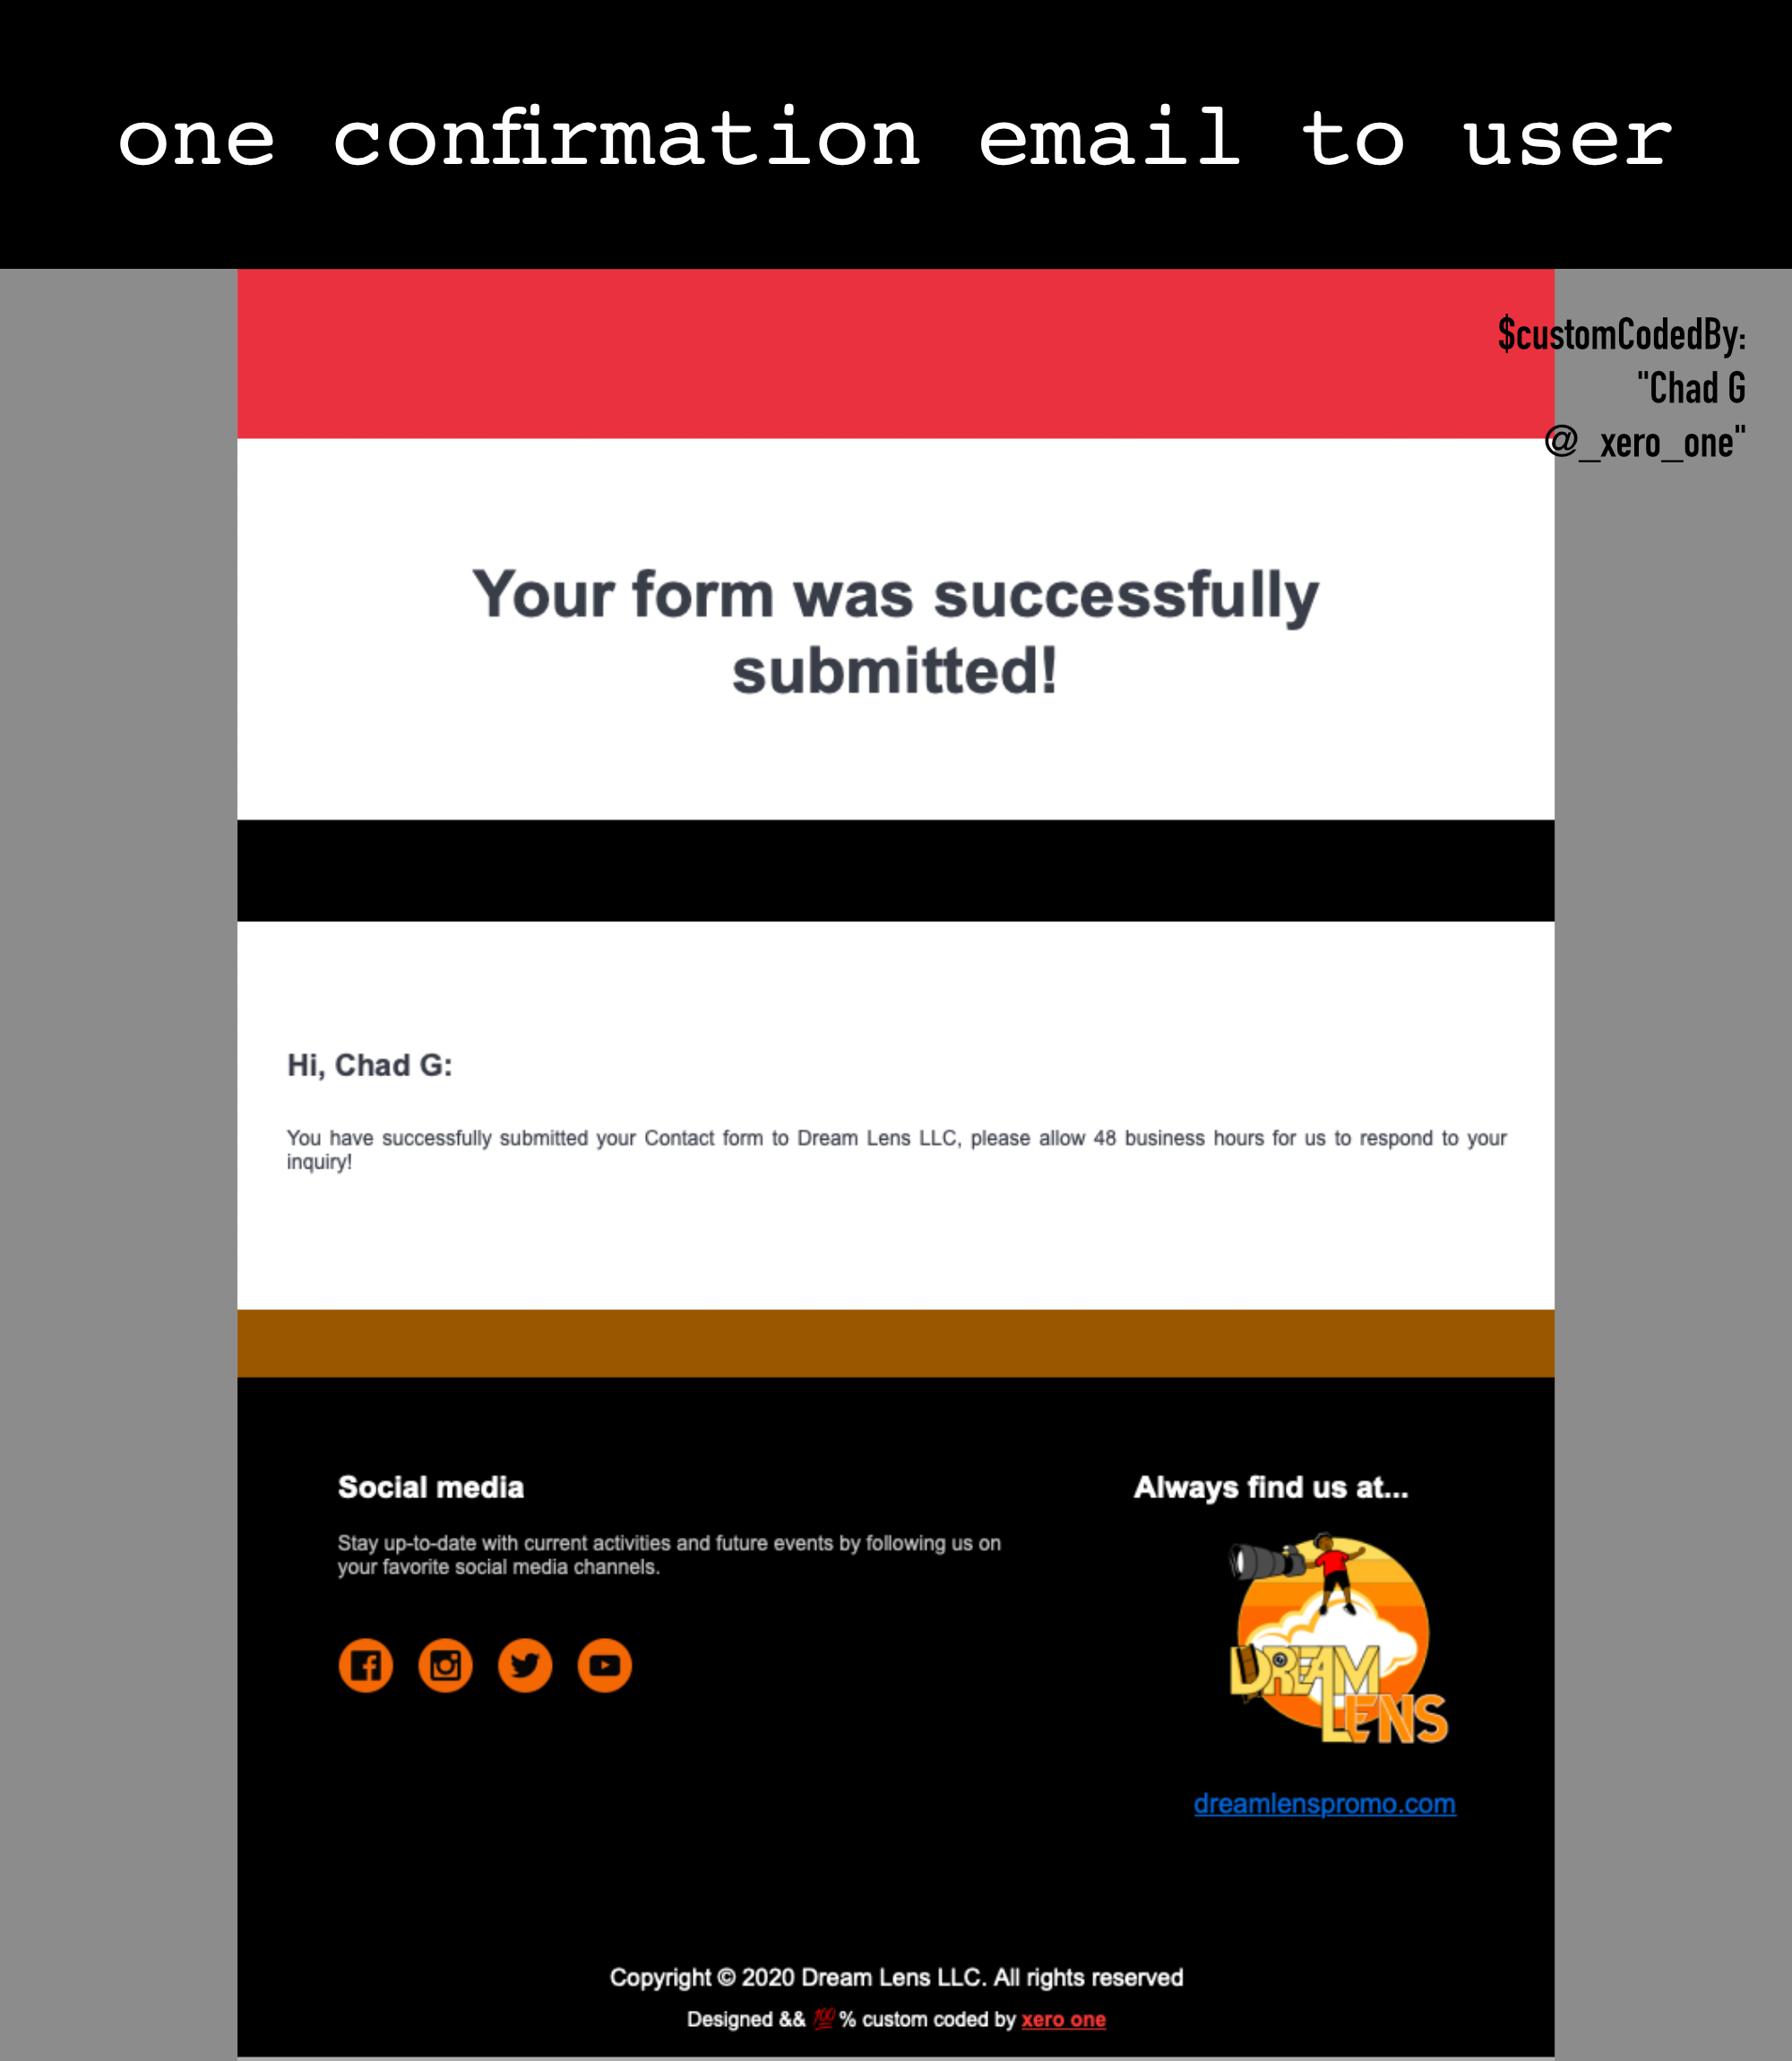 one confirmation email to user
$customCodedBy:
"Chad G
@_xero_one"
Your form was successfully
submitted!
Hi, Chad G:
You have successfully submitted your Contact form to Dream Lens LLC, please allow 48 business hours for us to respond to your
inquiry!
Social media
Stay up-to-date with current activities and future events by following us on
your favorite social media channels.
Always find us at...
DREAM
LENS
dreamlenspromo.com
Copyright © 2020 Dream Lens LLC. All rights reserved
Designed && 💯% custom coded by xero one